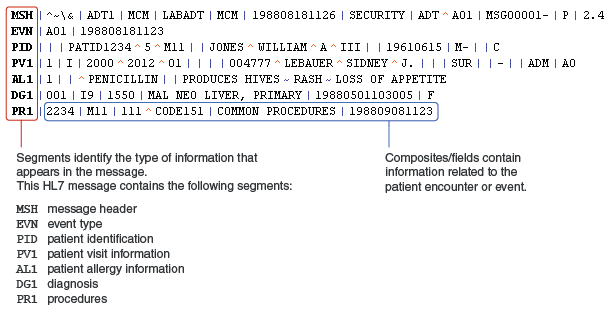 MSH|^~\&|ADT1|MCM|LABADT|MCM|198808181126|SECURITY|ADT^A01|MSG00001-|P|2.4
EVN|A01|198808181123
PID|||PATID1234^5^M11||JONES^WILLIAM^A^III||19610615|M-||C
PV1|1|I|2000^2012^01||||004777^LEBAUER^SIDNEY^J.|||SUR||-||ADM|A0
AL1|1||^PENICILLIN||PRODUCES HIVES~RASH~LOSS OF APPETITE
DG1|001|I9|1550|MAL NEO LIVER, PRIMARY|19880501103005|F
PR1|2234|M11|111^CODE151|COMMON PROCEDURES|198809081123
Segments identify the type of information that
appears in the message.
This HL7 message contains the following segments:
MSH message header
EVN event type
PID patient identification
PV1 patient visit information
AL1 patient allergy information
DG1 diagnosis
PR1 procedures
Composites/fields contain
information related to the
patient encounter or event.